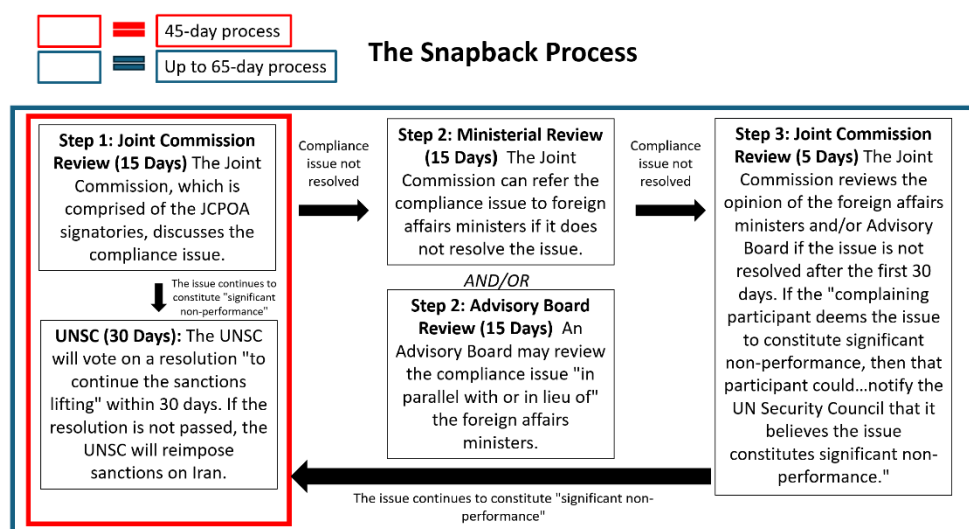 45-day process
Up to 65-day process
The Snapback Process
Step 1: Joint Commission
Review (15 Days) The Joint
Commission, which is
comprised of the JCPOA
signatories, discusses the
compliance issue.
Compliance
issue not
resolved
Step 2: Ministerial Review
(15 Days) The Joint
Commission can refer the
compliance issue to foreign
affairs ministers if it does
not resolve the issue.
Compliance
issue not
resolved
Step 3: Joint Commission
Review (5 Days) The Joint
Commission reviews the
opinion of the foreign affairs
ministers and/or Advisory
Board if the issue is not
resolved after the first 30
days. If the "complaining
participant deems the issue
to constitute significant
non-performance, then that
participant could...notify the
UN Security Council that it
believes the issue
constitutes significant non-
performance."
The issue continues to
constitute "significant
non-performance"
AND/OR
UNSC (30 Days): The UNSC
will vote on a resolution "to
continue the sanctions
lifting" within 30 days. If the
resolution is not passed, the
UNSC will reimpose
sanctions on Iran.
Step 2: Advisory Board
Review (15 Days) An
Advisory Board may review
the compliance issue "in
parallel with or in lieu of"
the foreign affairs
ministers.
The issue continues to constitute "significant non-
performance"